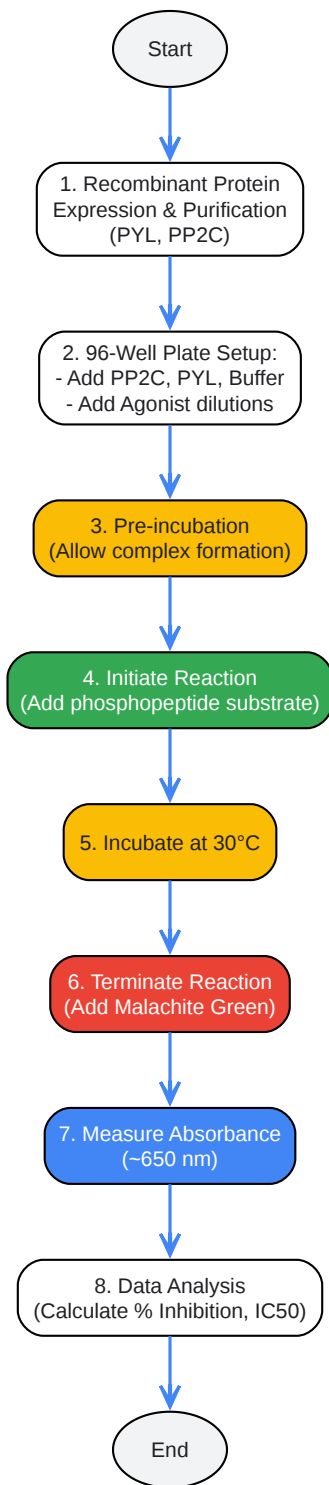 Start
1. Recombinant Protein
Expression & Purification
(PYL, PP2C)
2. 96-Well Plate Setup:
- Add PP2C, PYL, Buffer
- Add Agonist dilutions
3. Pre-incubation
(Allow complex formation)
4. Initiate Reaction
(Add phosphopeptide substrate)
5. Incubate at 30°C
6. Terminate Reaction
(Add Malachite Green)
7. Measure Absorbance
(~650 nm)
8. Data Analysis
(Calculate % Inhibition, IC50)
End